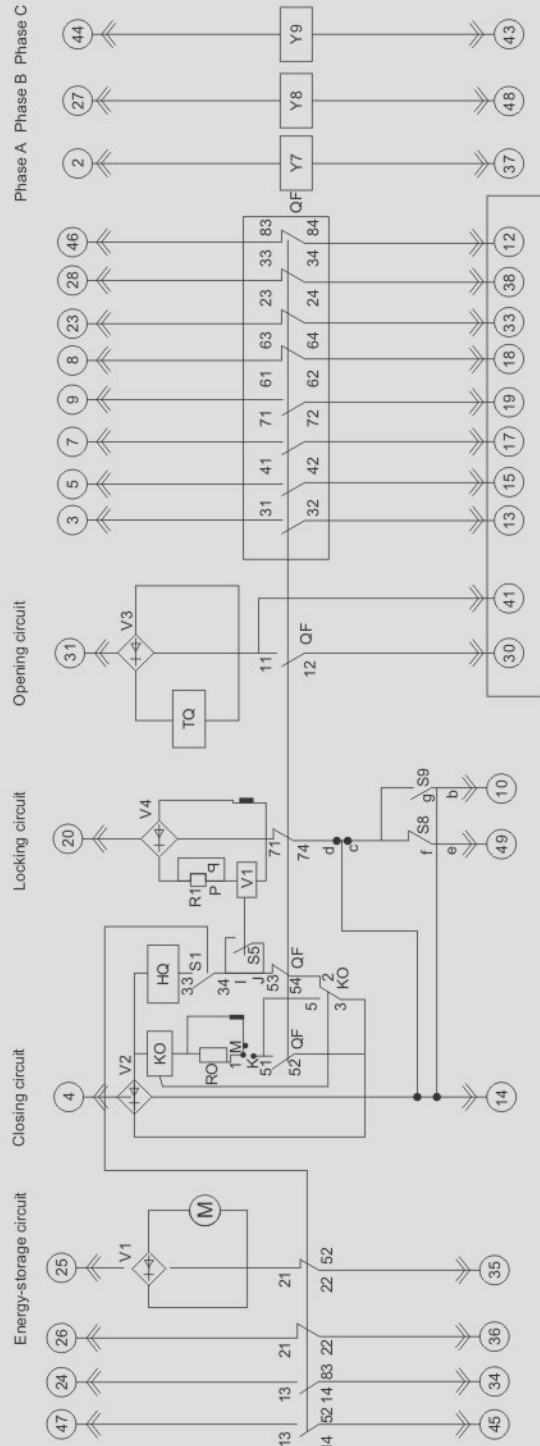 Energy-storage circuit
Closing circuit
Locking circuit
Opening circuit
Phase A Phase B Phase C
47 24 26 25 4 20 31 3 5 7 9 8 23 28 46 2 27 44
V1
M
13
14
52
13
14
83
21
22
21
22
52
V2
KO
HQ
S1
33
34
RO
1
M
K
I
J
S5
51
52
QF
53
54
QF
5
2
3
KO
V4
R1
P
q
V1
71
74
d
c
S8
f
e
S9
g
b
V3
TQ
11
12
QF
31
32
41
42
71
72
61
62
63
64
23
24
33
34
83
84
QF
Y7
Y8
Y9
45 34 36 35 14 49 10 30 41 13 15 17 19 18 33 38 12 37 48 43